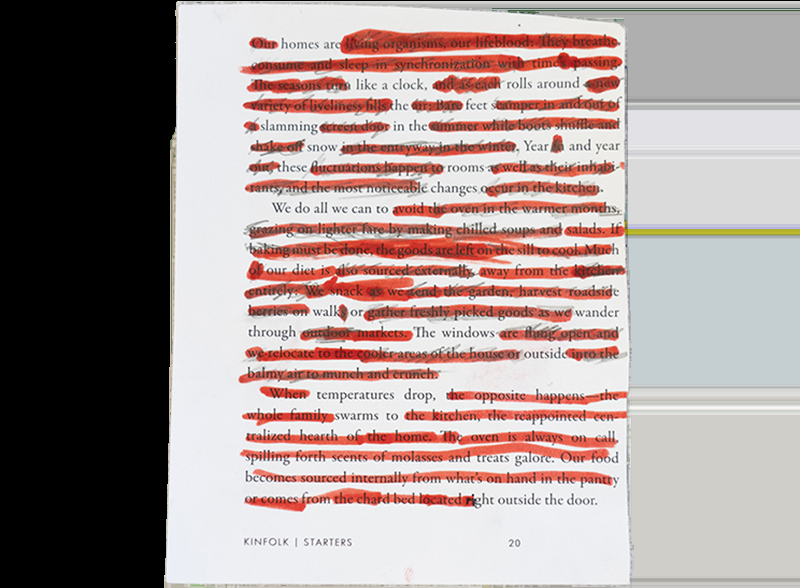 Our homes are living organisms, our lifeblood. They breathe
consume and sleep in synchronization with time's passing.
The seasons turn like a clock, and as each rolls around a new
variety of liveliness fills the air: Bare feet scamper in and out of
a slamming screen door in the summer while boots shuffle and
shake off snow in the entryway in the winter. Year in and year
out, these fluctuations happen to rooms as well as their inhabi-
tants, and the most noticeable changes occur in the kitchen.
We do all we can to avoid the oven in the warmer months,
grazing on lighter fare by making chilled soups and salads. If
baking must be done, the goods are left on the sill to cool. Much
of our diet is also sourced externally, away from the kitchen
entirely: We snack as we tend the garden, harvest roadside
berries on walks or gather freshly picked goods as we wander
through outdoor markets. The windows are flung open and
we relocate to the cooler areas of the house or outside into the
balmy air to munch and crunch.
When temperatures drop, the opposite happens—the
whole family swarms to the kitchen, the reappointed cen-
tralized hearth of the home. The oven is always on call,
spilling forth scents of molasses and treats galore. Our food
becomes sourced internally from what's on hand in the pantry
or comes from the chard bed located right outside the door.
KINFOLK | STARTERS 20